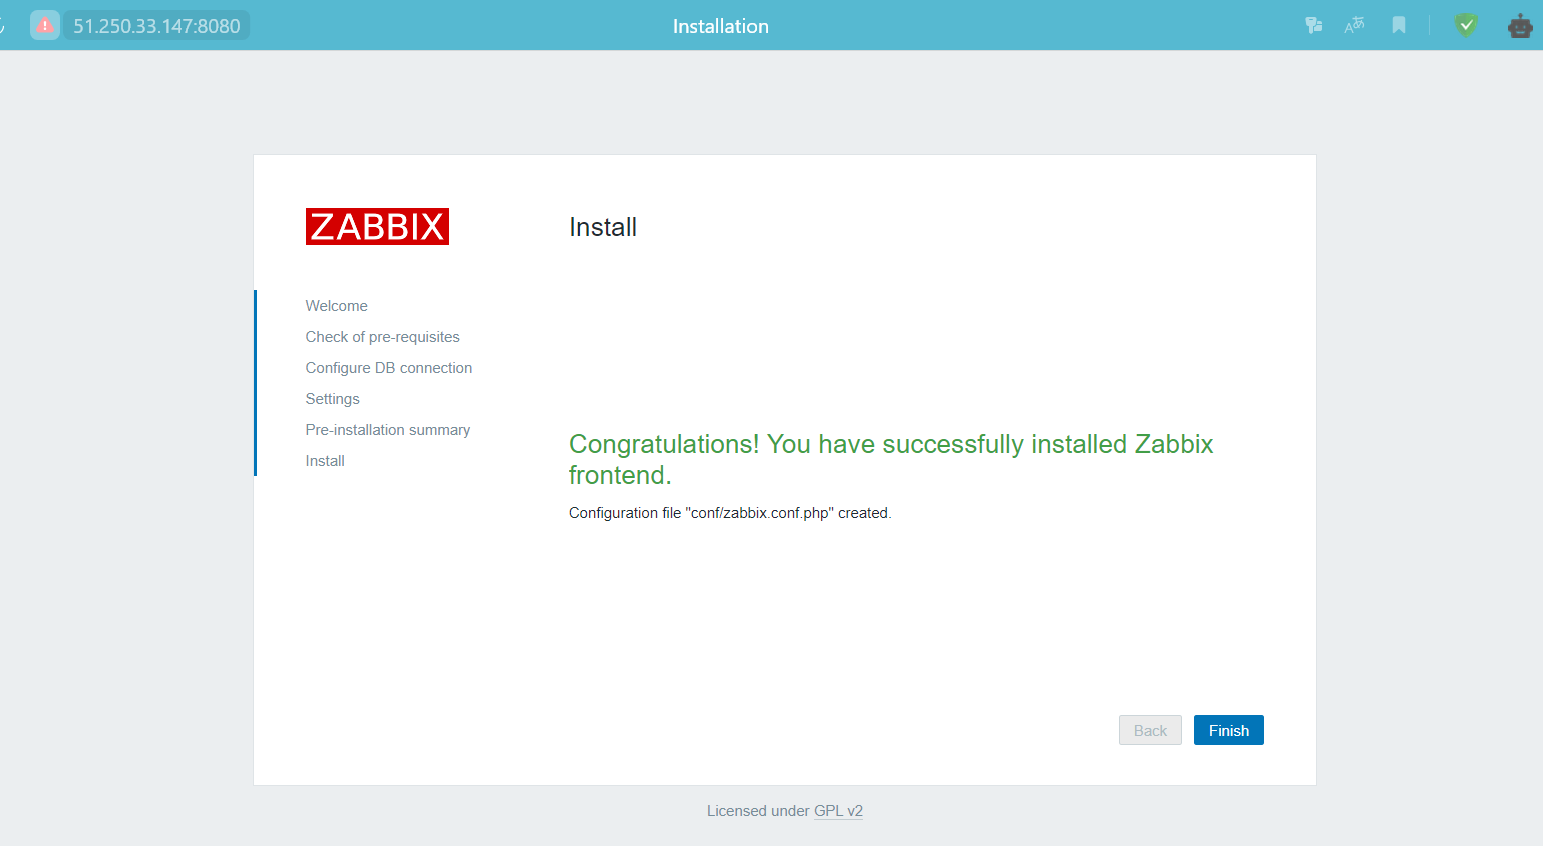 51.250.33.147:8080
Installation
ZABBIX
Install
Welcome
Check of pre-requisites
Configure DB connection
Settings
Pre-installation summary
Install
Congratulations! You have successfully installed Zabbix
frontend.
Configuration file "conf/zabbix.conf.php" created.
Back
Finish
Licensed under GPL v2